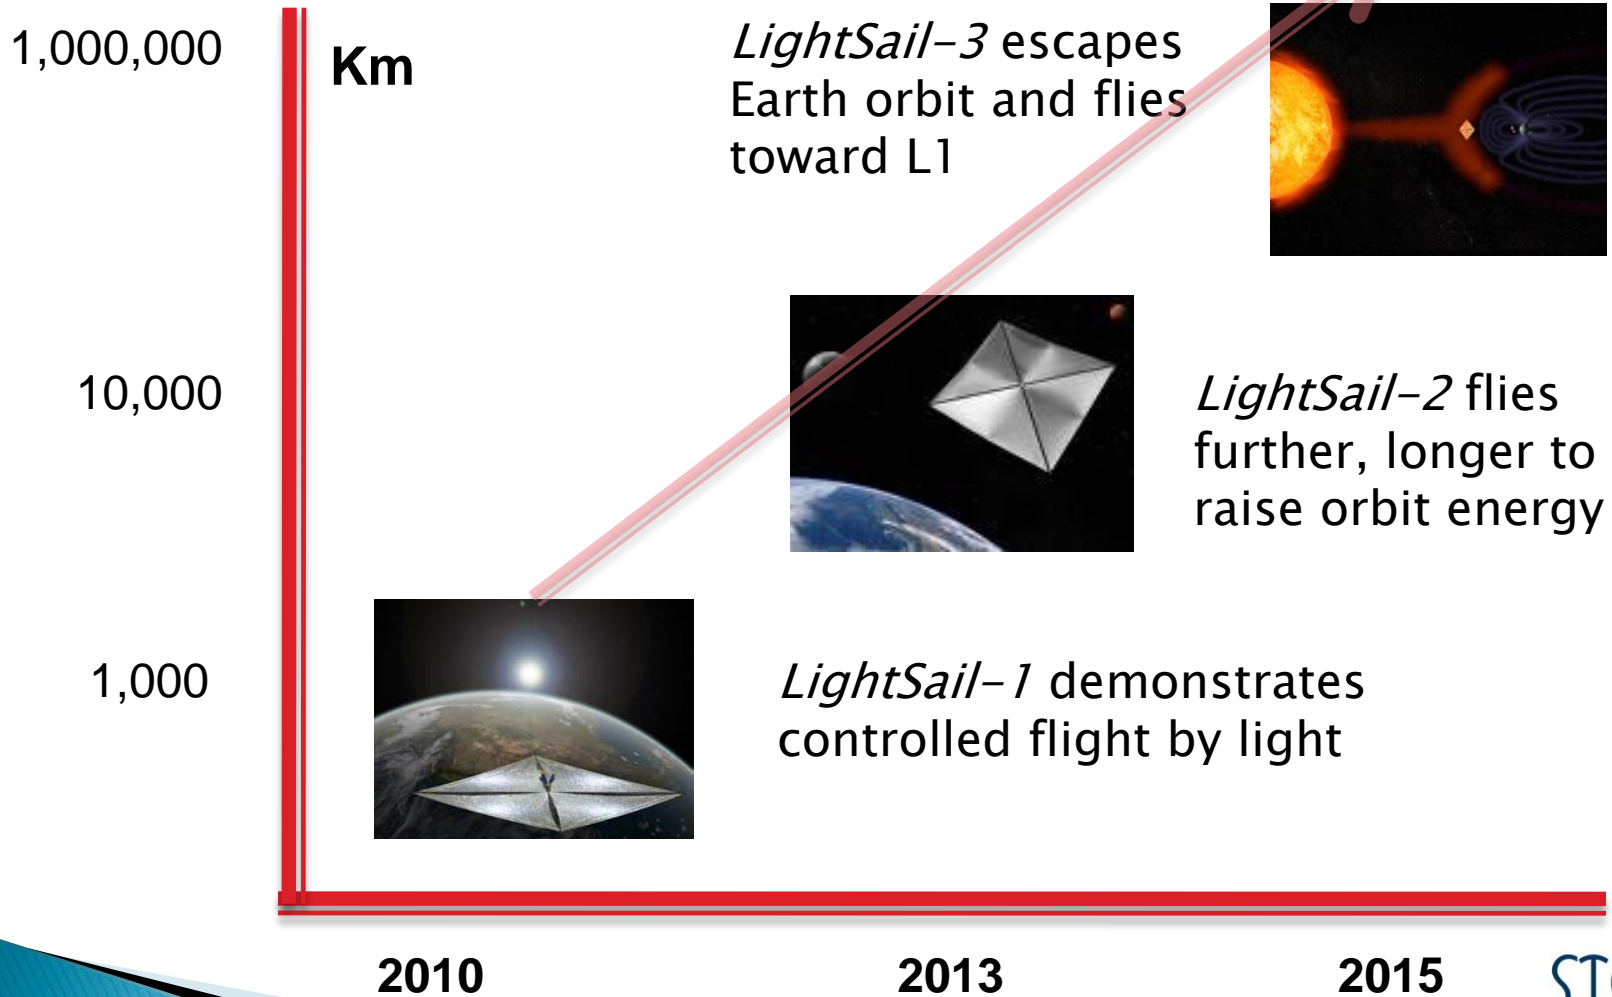 1,000,000
Km
LightSail-3 escapes
Earth orbit and flies
toward L1
10,000
LightSail-2 flies
further, longer to
raise orbit energy
1,000
LightSail-1 demonstrates
controlled flight by light
2010
2013
2015